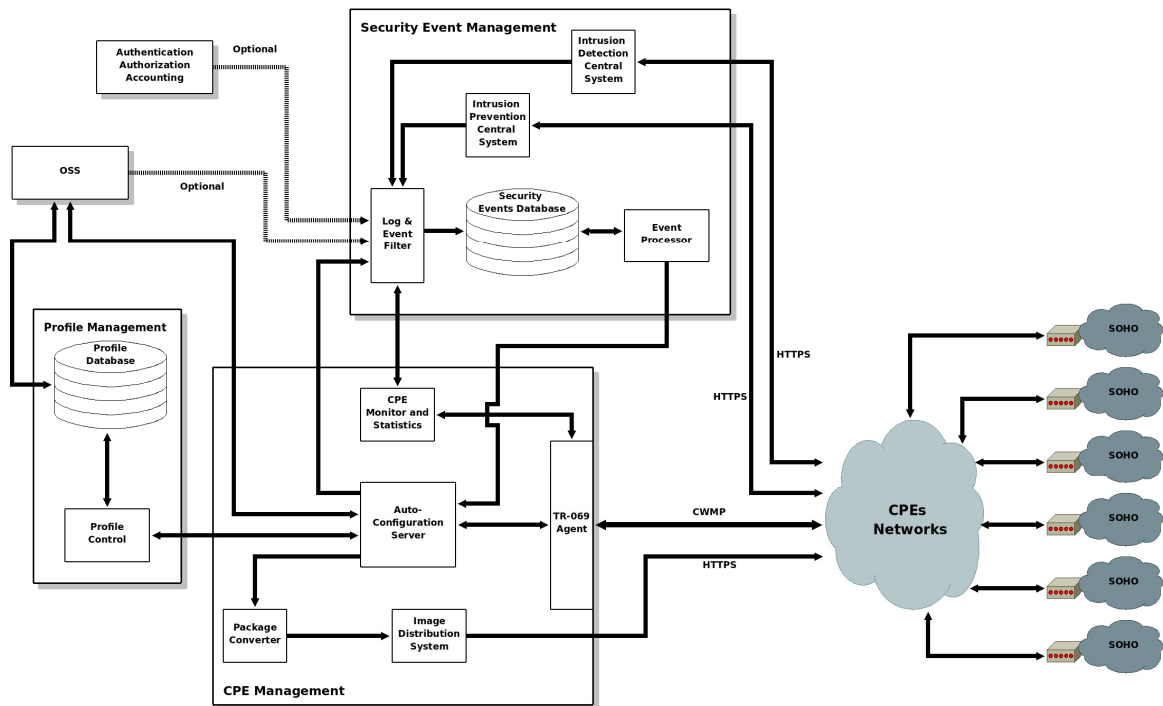 Security Event Management
Intrusion
Detection
Central
System
Authentication
Authorization
Accounting
Optional
Intrusion
Prevention
Central
System
OSS
Optional
Log &
Event
Filter
Security
Events Database
Event
Processor
Profile Management
Profile
Database
Profile
Control
HTTPS
HTTPS
CPE
Monitor and
Statistics
Auto-
Configuration
Server
TR-069
Agent
CWMP
HTTPS
Package
Converter
Image
Distribution
System
CPE Management
CPEs
Networks
SOHO
SOHO
SOHO
SOHO
SOHO
SOHO